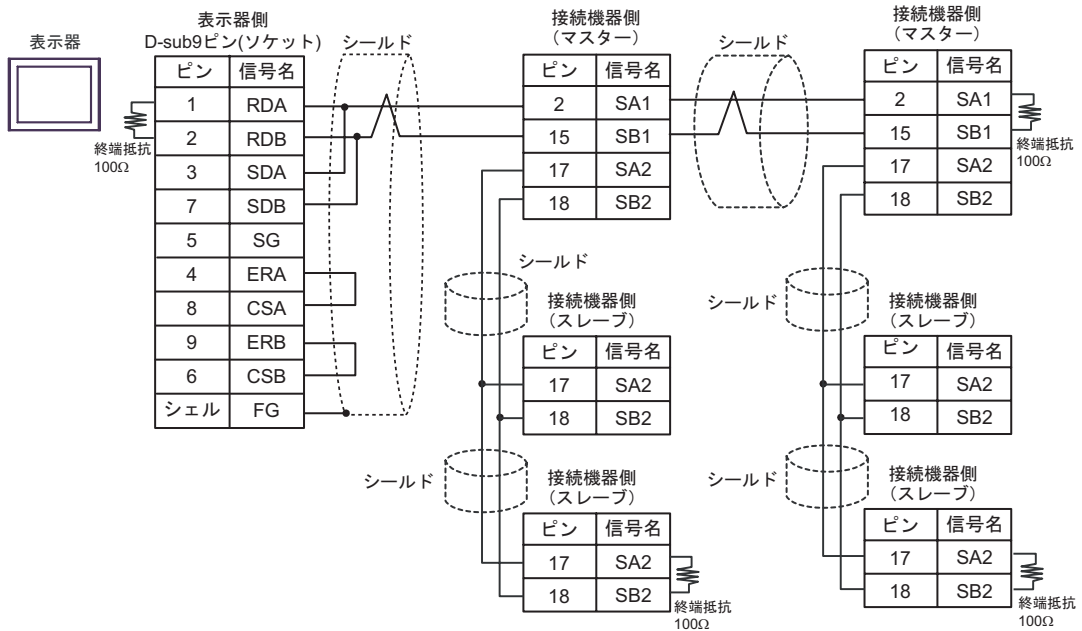 表示器
表示器側
D-sub9ピン(ソケット)
ピン 信号名
1 RDA
2 RDB
3 SDA
7 SDB
5 SG
4 ERA
8 CSA
9 ERB
6 CSB
シェル FG
終端抵抗
100Ω
シールド
接続機器側
(マスター)
ピン 信号名
2 SA1
15 SB1
17 SA2
18 SB2
シールド
接続機器側
(マスター)
ピン 信号名
2 SA1
15 SB1
17 SA2
18 SB2
終端抵抗
100Ω
シールド
接続機器側
(スレーブ)
ピン 信号名
17 SA2
18 SB2
シールド
接続機器側
(スレーブ)
ピン 信号名
17 SA2
18 SB2
終端抵抗
100Ω
シールド
接続機器側
(スレーブ)
ピン 信号名
17 SA2
18 SB2
シールド
接続機器側
(スレーブ)
ピン 信号名
17 SA2
18 SB2
終端抵抗
100Ω